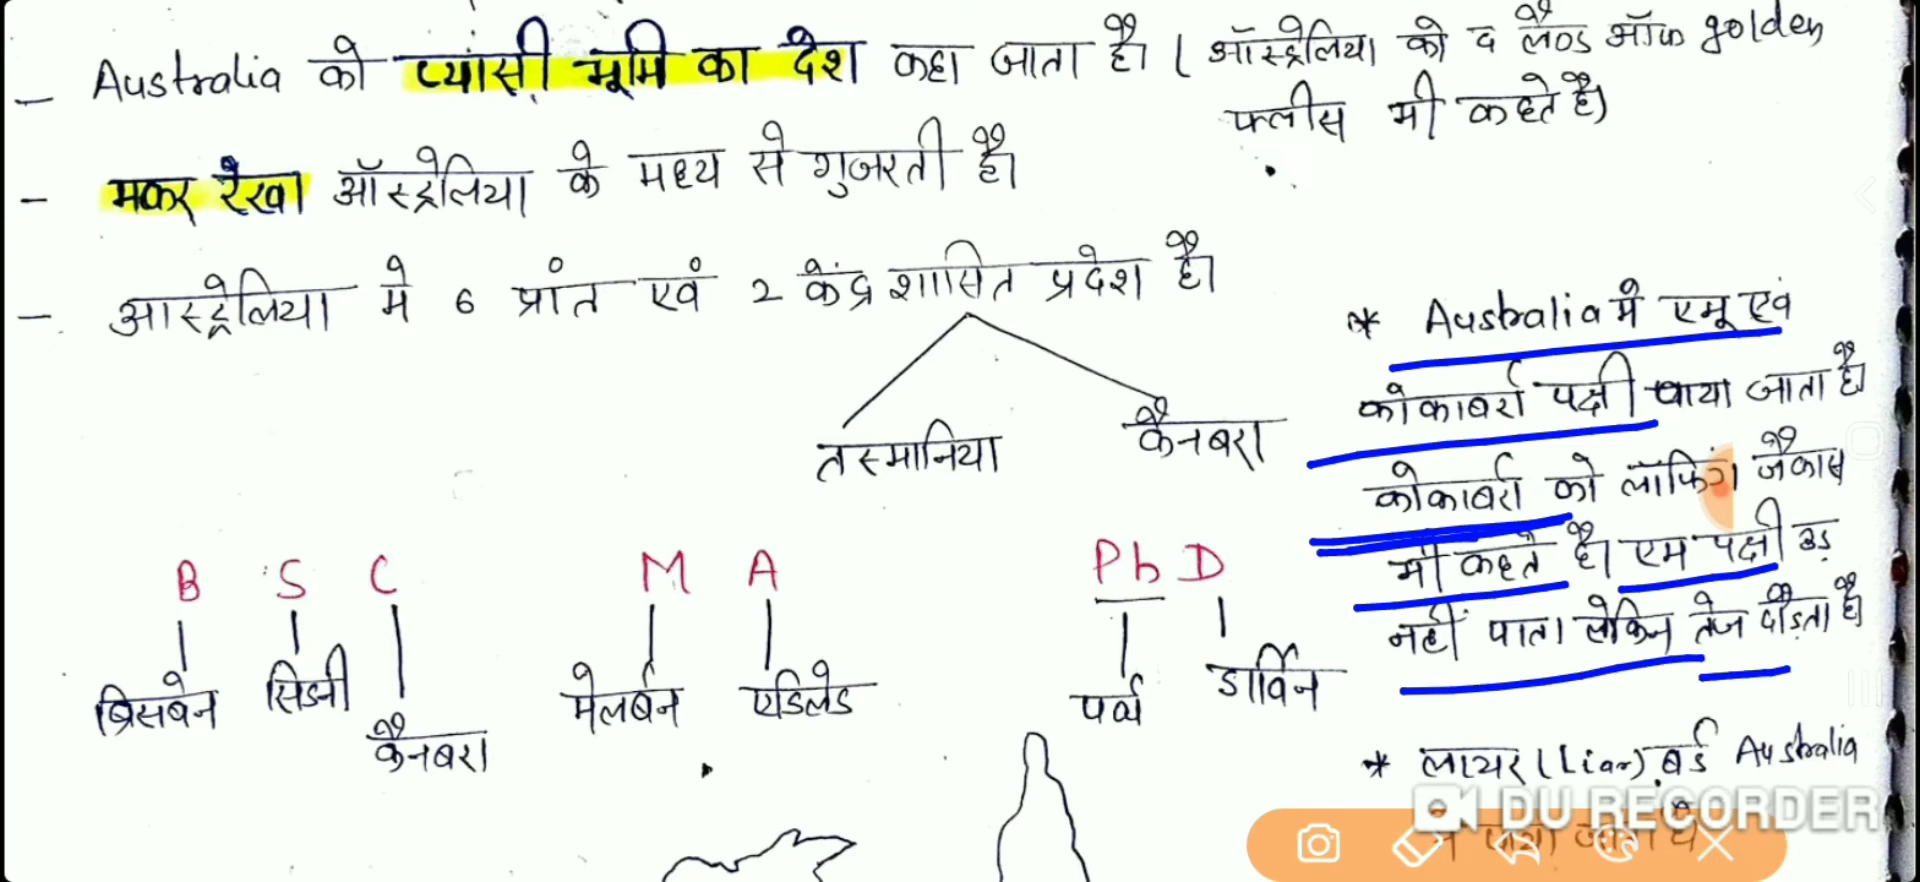 – Australia को प्यासी भूमि का देश कहा जाता है। ( ऑस्ट्रेलिया को द लैण्ड ऑफ golden
फ्लीस भी कहते है)
– मकर रेखा ऑस्ट्रेलिया के मध्य से गुजरती है।
– आस्ट्रेलिया मे 6 प्रांत एवं 2 केंद्र शासित प्रदेश है।
तस्मानिया कैनबरा
B S C M A Pb D
ब्रिसबेन सिडनी मेलबर्न एडिलेड पर्थ डार्विन
कैनबरा
* Australia मे एमू एवं
कोकाबर्रा पक्षी पाया जाता है।
कोकाबर्रा को लॉफिंग जैकास
भी कहते है। एम पक्षी उड़
नहीं पाता लेकिन तेज दौड़ता है
* लायर (Liar) बर्ड Australia
मे पाया जाता है
DU RECORDER